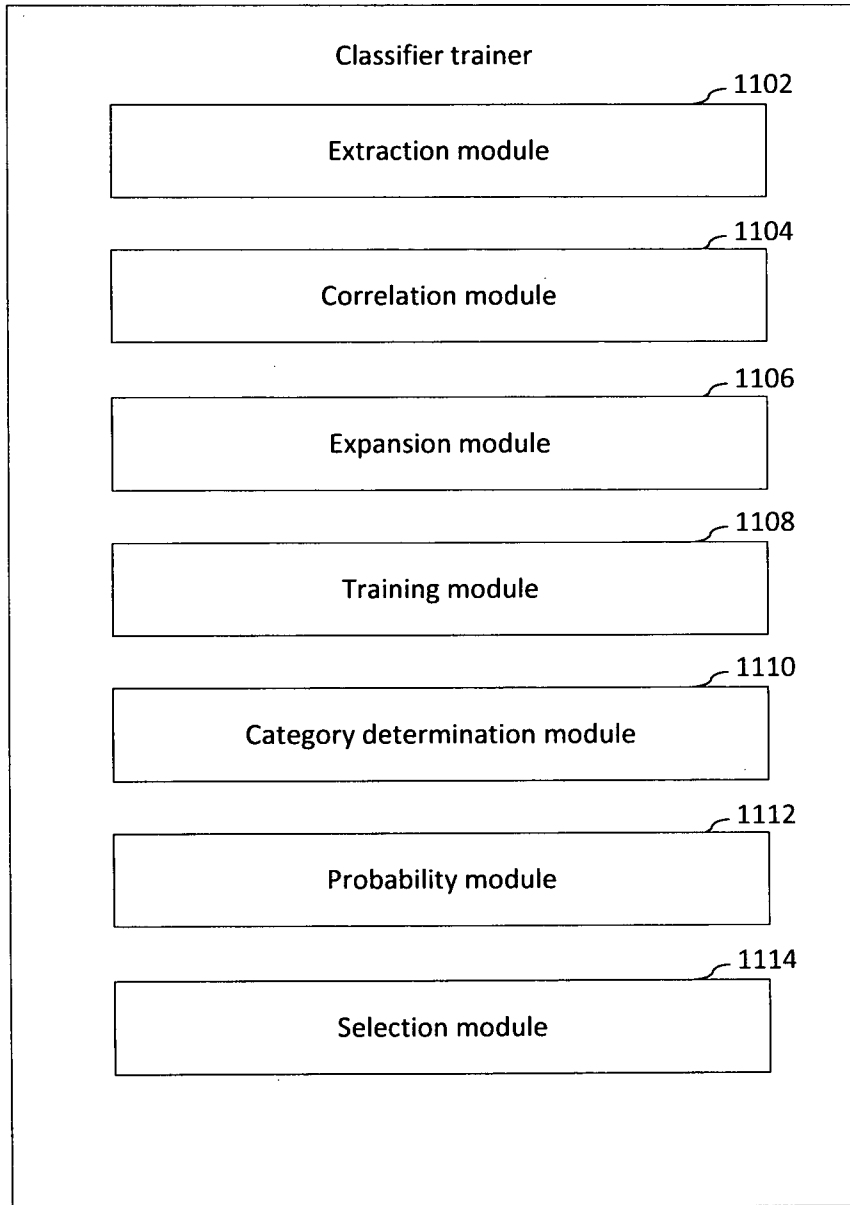 Classifier trainer
1102
Extraction module
1104
Correlation module
1106
Expansion module
1108
Training module
1110
Category determination module
1112
Probability module
1114
Selection module